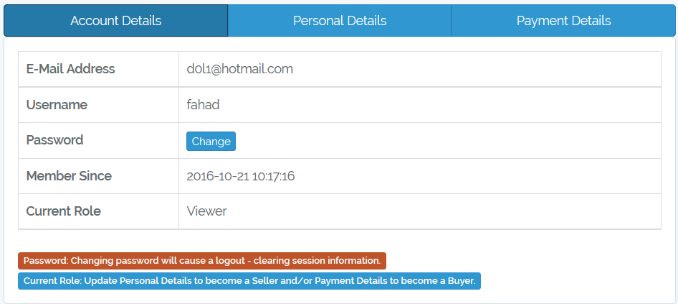 Account Details
Personal Details
Payment Details
E-Mail Address d0l1@hotmail.com
Username fahad
Password Change
Member Since 2016-10-21 10:17:16
Current Role Viewer
Password: Changing password will cause a logout - clearing session information.
Current Role: Update Personal Details to become a Seller and/or Payment Details to become a Buyer.